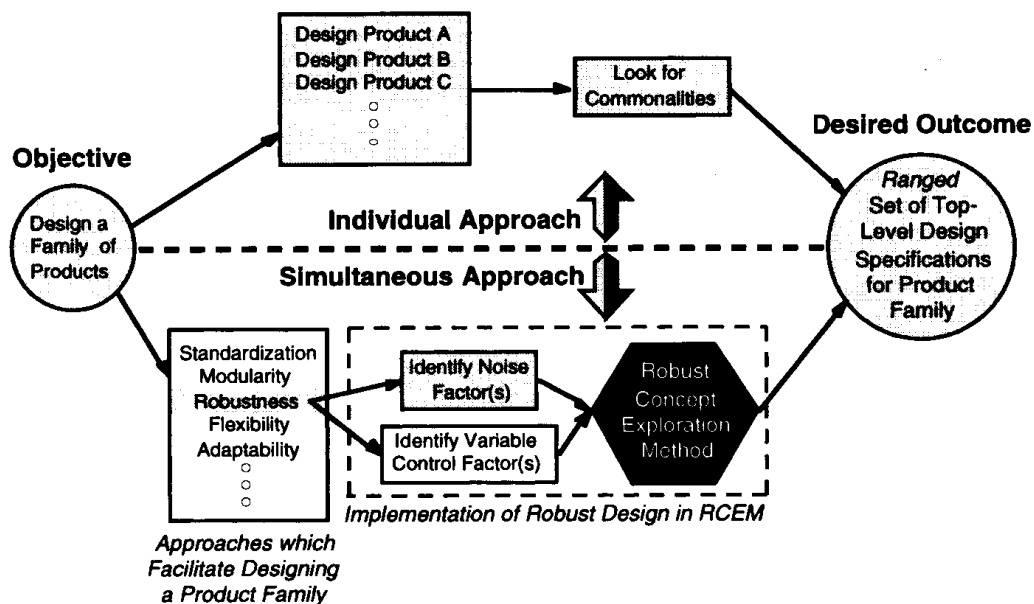 Design Product A
Design Product B
Design Product C
Look for
Commonalities
Objective
Desired Outcome
Design a
Family of
Products
Individual Approach
Simultaneous Approach
Ranged
Set of Top-
Level Design
Specifications
for Product
Family
Standardization
Modularity
Robustness
Flexibility
Adaptability
Identify Noise
Factor(s)
Identify Variable
Control Factor(s)
Robust
Concept
Exploration
Method
Implementation of Robust Design in RCEM
Approaches which
Facilitate Designing
a Product Family